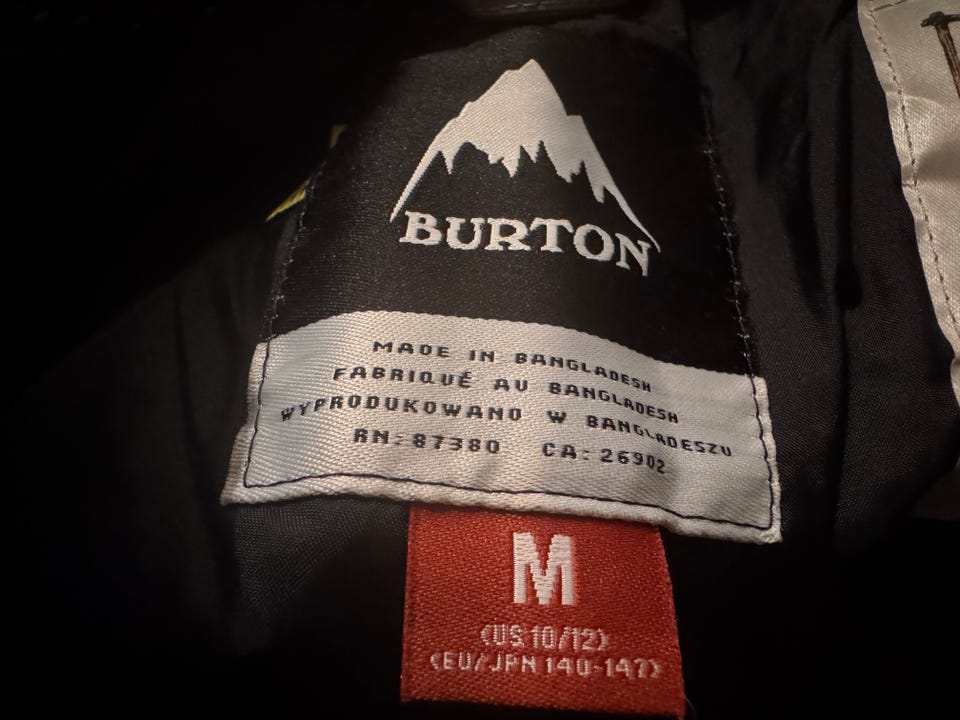 BURTON
MADE IN BANGLADESH
FABRIQUÉ AU BANGLADESH
WYPRODUKOWANO W BANGLADESZU
RN: 87380 CA: 26902
M
(US 10/12)
(EU/JPN 140-147)